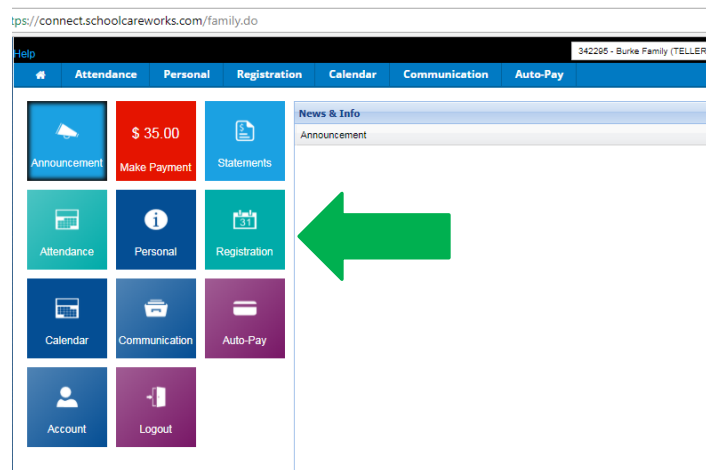 tps://connect.schoolcareworks.com/family.do
Help
342295 - Burke Family (TELLER
Attendance Personal Registration Calendar Communication Auto-Pay
News & Info
Announcement
Announcement
$ 35.00
Make Payment
Statements
Attendance
Personal
31
Registration
Calendar
Communication
Auto-Pay
Account
Logout